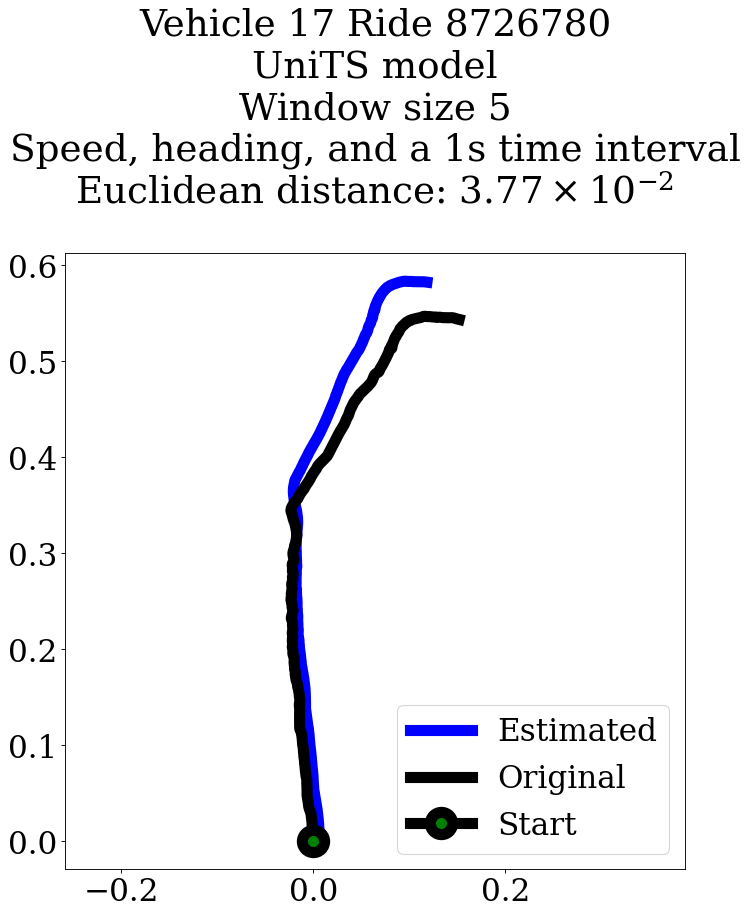 Vehicle 17 Ride 8726780
UniTS model
Window size 5
Speed, heading, and a 1s time interval
Euclidean distance: 3.77 × 10⁻²
0.6
0.5
0.4
0.3
0.2
0.1
0.0
−0.2 0.0 0.2
Estimated
Original
Start